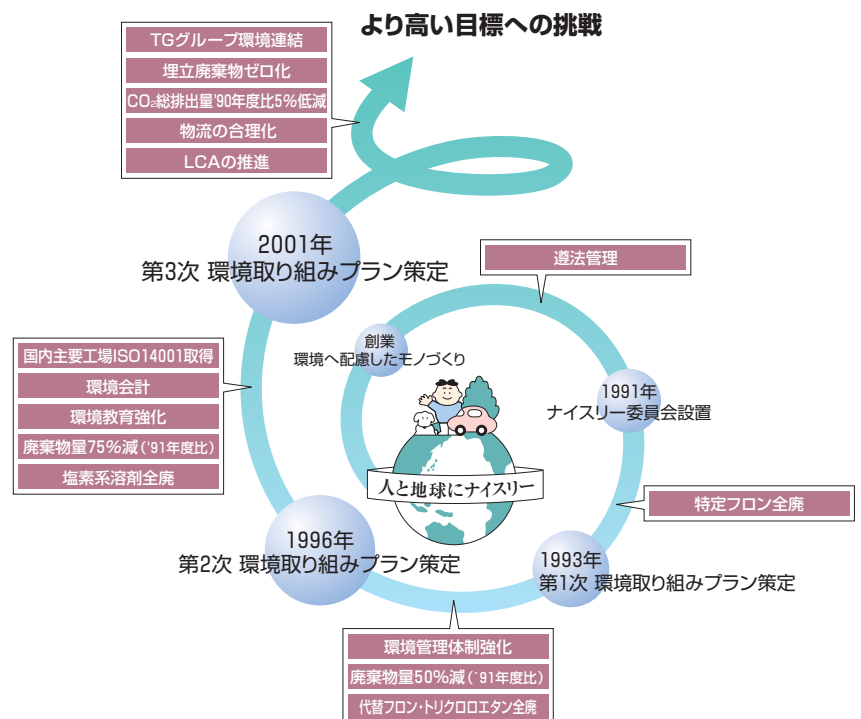 より高い目標への挑戦
TGグループ環境連結
埋立廃棄物ゼロ化
CO₂総排出量'90年度比5%低減
物流の合理化
LCAの推進
2001年
第3次 環境取り組みプラン策定
遵法管理
創業
環境へ配慮したモノづくり
国内主要工場ISO14001取得
環境会計
環境教育強化
廃棄物量75%減('91年度比)
塩素系溶剤全廃
1991年
ナイスリー委員会設置
人と地球にナイスリー
特定フロン全廃
1996年
第2次 環境取り組みプラン策定
1993年
第1次 環境取り組みプラン策定
環境管理体制強化
廃棄物量50%減(`91年度比)
代替フロン・トリクロロエタン全廃